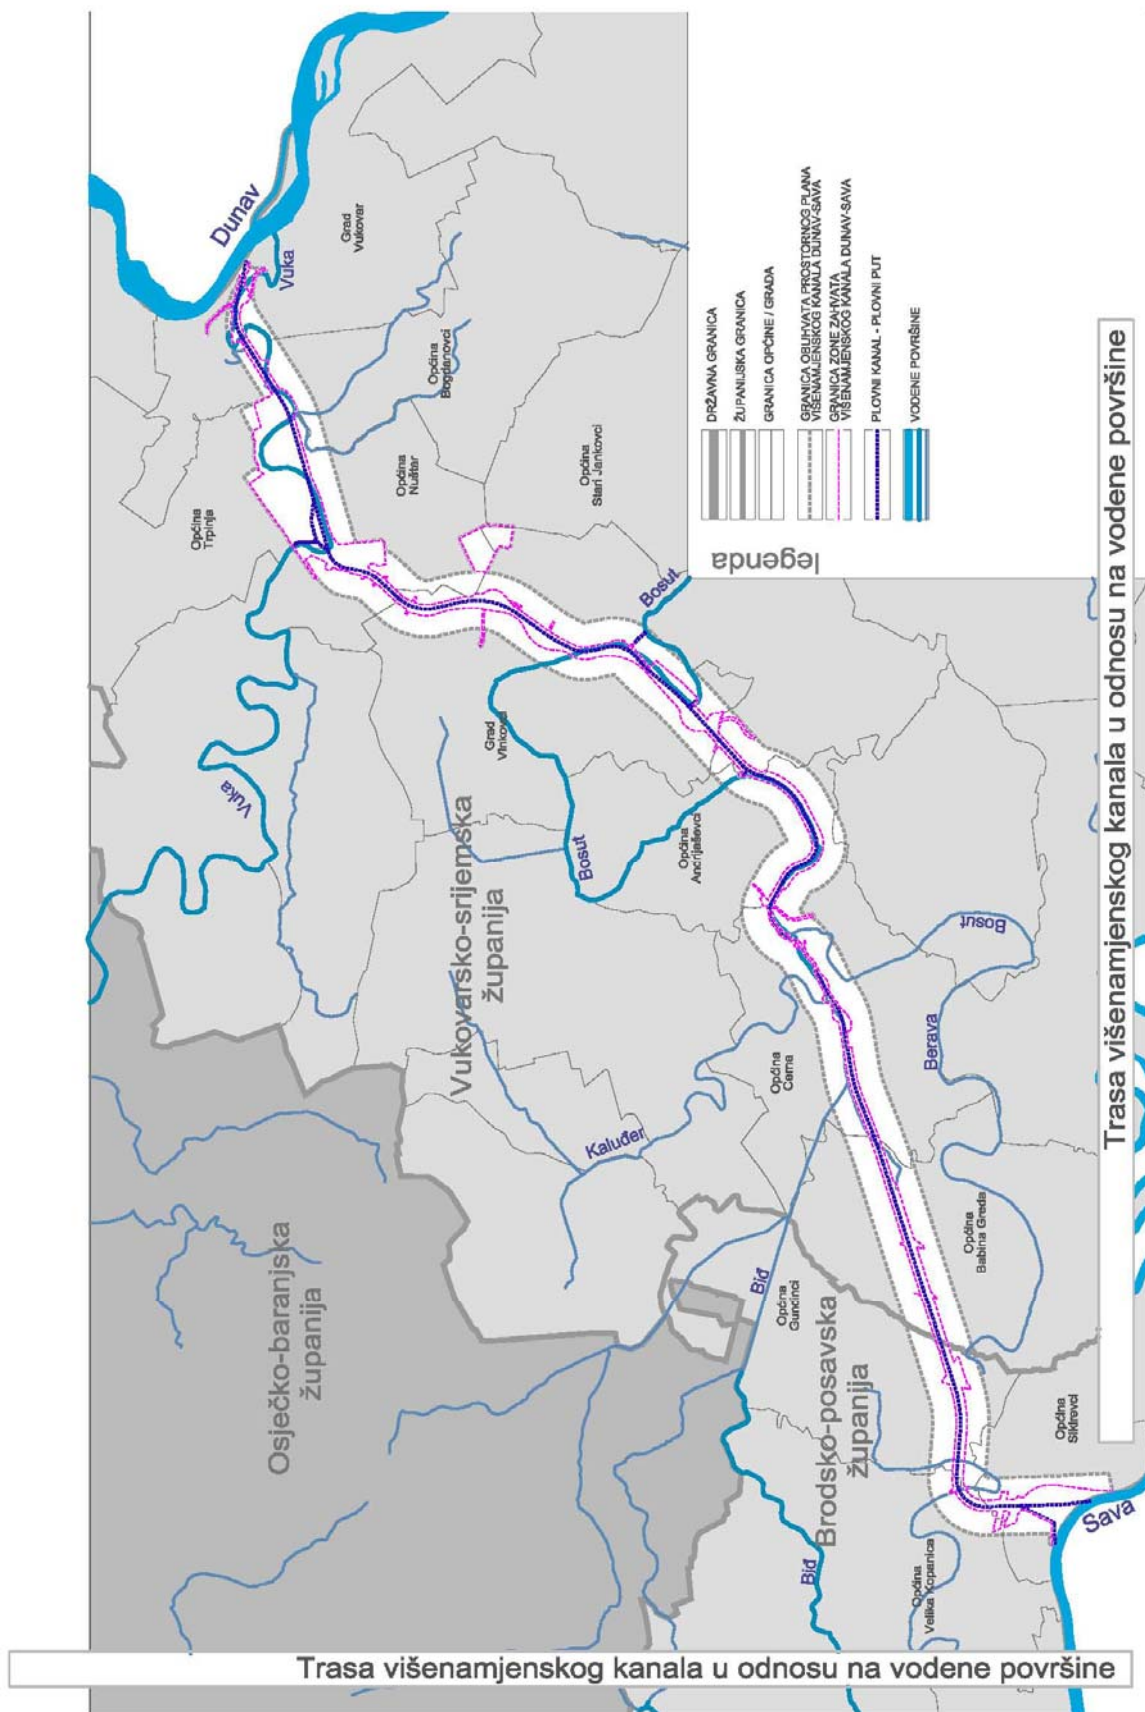 Dunav
Vuka
Grad
Vukovar
Općina
Bogdanovci
Općina
Trpinja
Općina
Nuštar
Općina
Stari Jankovci
Bosut
Grad
Vinkovci
Vuka
Bosut
Općina
Andrijaševci
Vukovarsko-srijemska
županija
Bosut
Berava
Općina
Cerna
Kaluđer
Općina
Babina Greda
Osječko-baranjska
županija
Biđ
Općina
Gundinci
Brodsko-posavska
županija
Općina
Sikirevci
Sava
Općina
Velika Kopanica
Biđ
legenda
DRŽAVNA GRANICA
ŽUPANIJSKA GRANICA
GRANICA OPĆINE / GRADA
GRANICA OBUHVATA PROSTORNOG PLANA
VIŠENAMJENSKOG KANALA DUNAV-SAVA
GRANICA ZONE ZAHVATA
VIŠENAMJENSKOG KANALA DUNAV-SAVA
PLOVNI KANAL - PLOVNI PUT
VODENE POVRŠINE
Trasa višenamjenskog kanala u odnosu na vodene površine
Trasa višenamjenskog kanala u odnosu na vodene površine